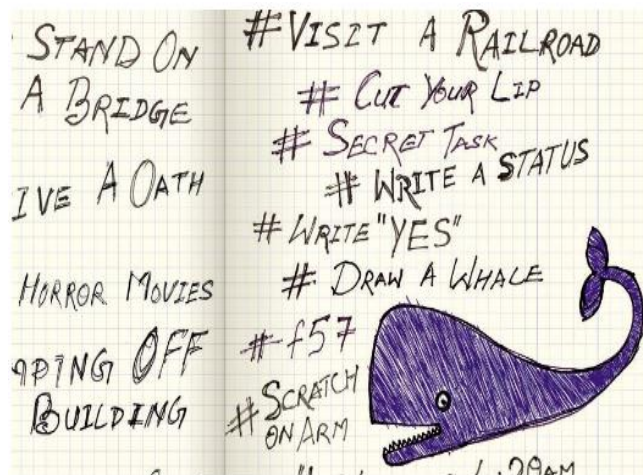 STAND ON
A BRIDGE
IVE A OATH
HORROR MOVIES
PING OFF
BUILDING
#VISIT A RAILROAD
# CUT YOUR LIP
# SECRET TASK
# WRITE A STATUS
# WRITE "YES"
# DRAW A WHALE
# f57
# SCRATCH
ON ARM